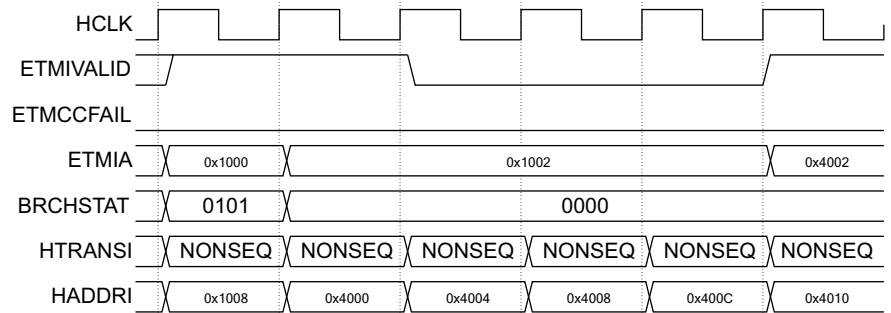 HCLK
ETMIVALID
ETMCCFAIL
ETMIA 0x1000 0x1002 0x4002
BRCHSTAT 0101 0000
HTRANSI NONSEQ NONSEQ NONSEQ NONSEQ NONSEQ NONSEQ
HADDRI 0x1008 0x4000 0x4004 0x4008 0x400C 0x4010